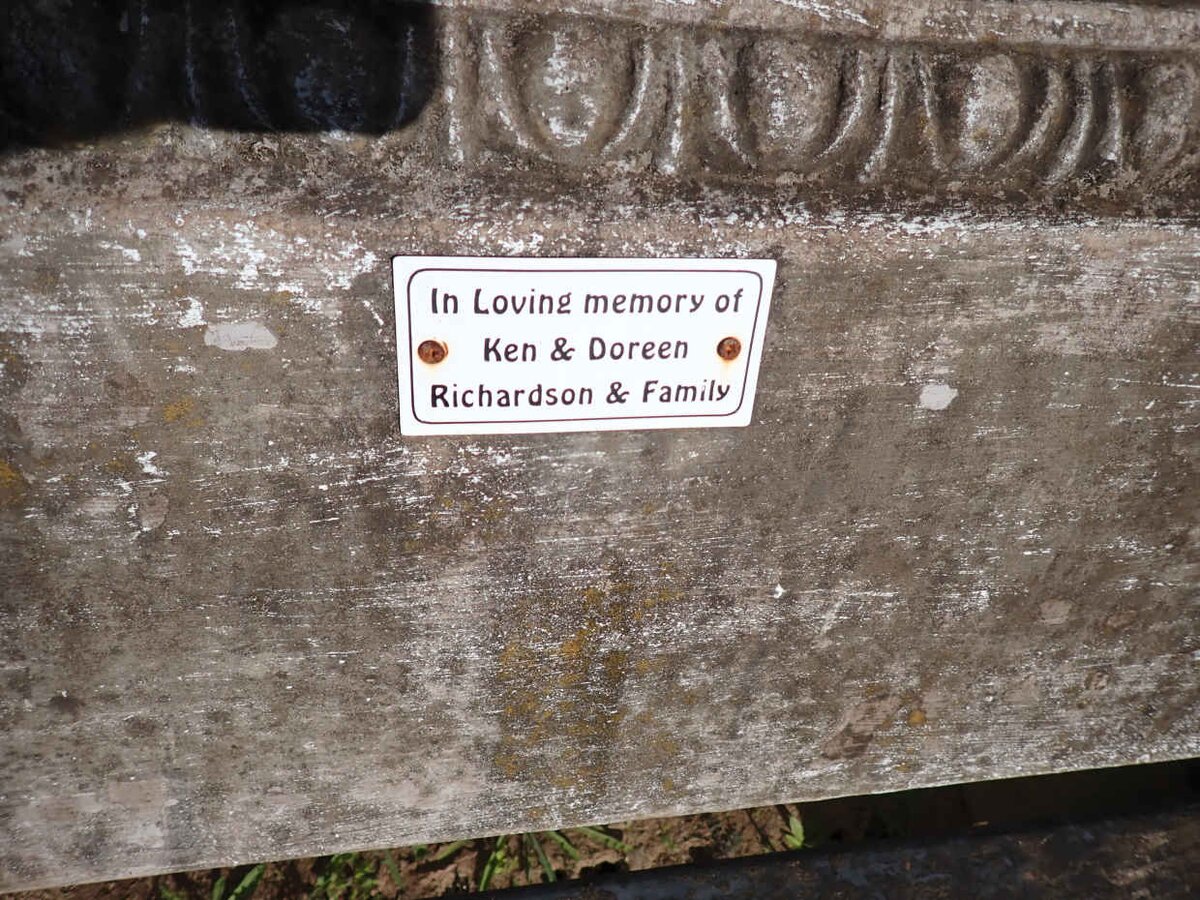 In Loving memory of
Ken & Doreen
Richardson & Family